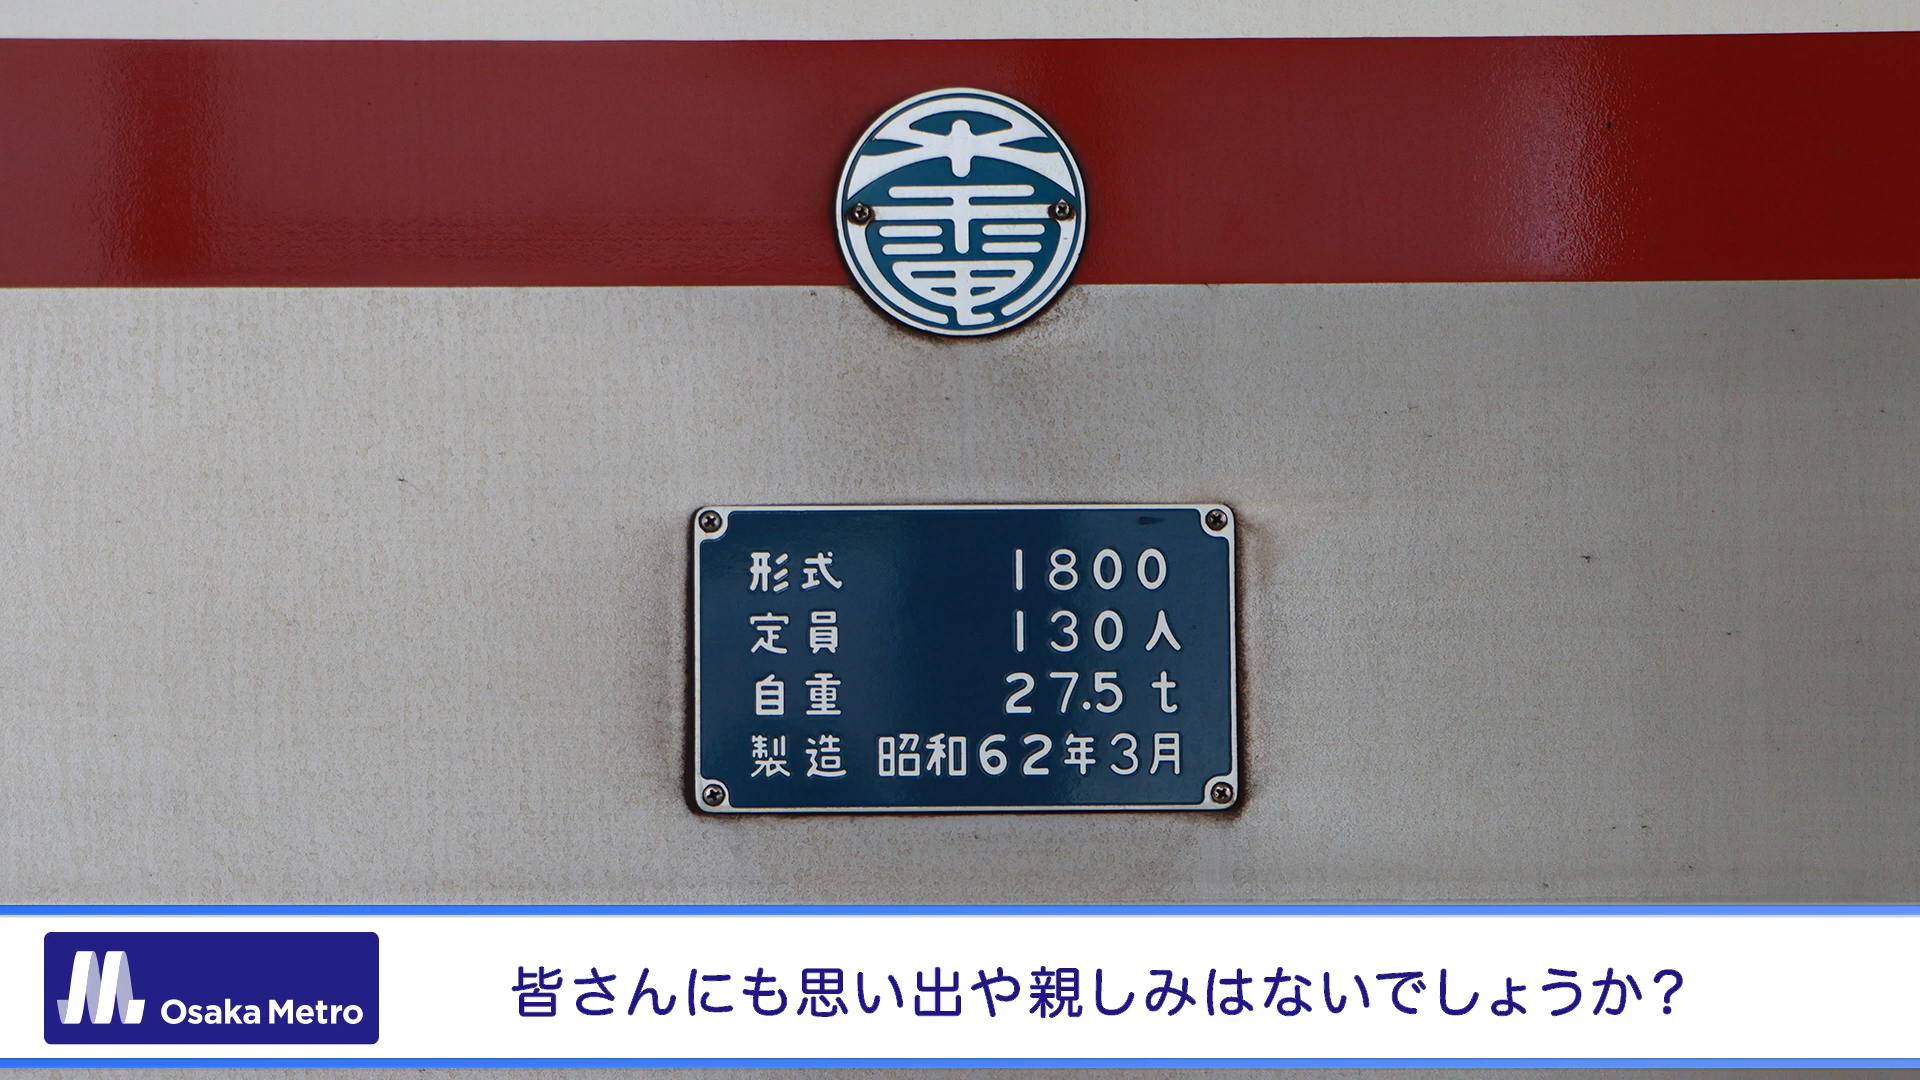 形式 1800
定員 130人
自重 27.5 t
製造 昭和62年3月
Osaka Metro
皆さんにも思い出や親しみはないでしょうか?